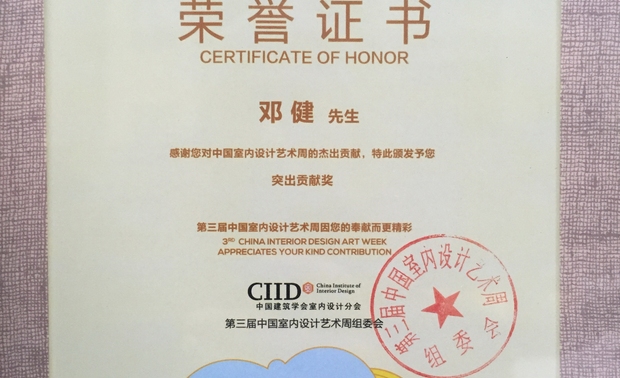 荣誉证书
CERTIFICATE OF HONOR
邓健 先生
感谢您对中国室内设计艺术周的杰出贡献，特此颁发予您
突出贡献奖
第三届中国室内设计艺术周因您的奉献而更精彩
3RD CHINA INTERIOR DESIGN ART WEEK
APPRECIATES YOUR KIND CONTRIBUTION
CIID China Institute of
Interior Design
中国建筑学会室内设计分会
第三届中国室内设计艺术周组委会
第三届中国室内设计艺术周
组委会